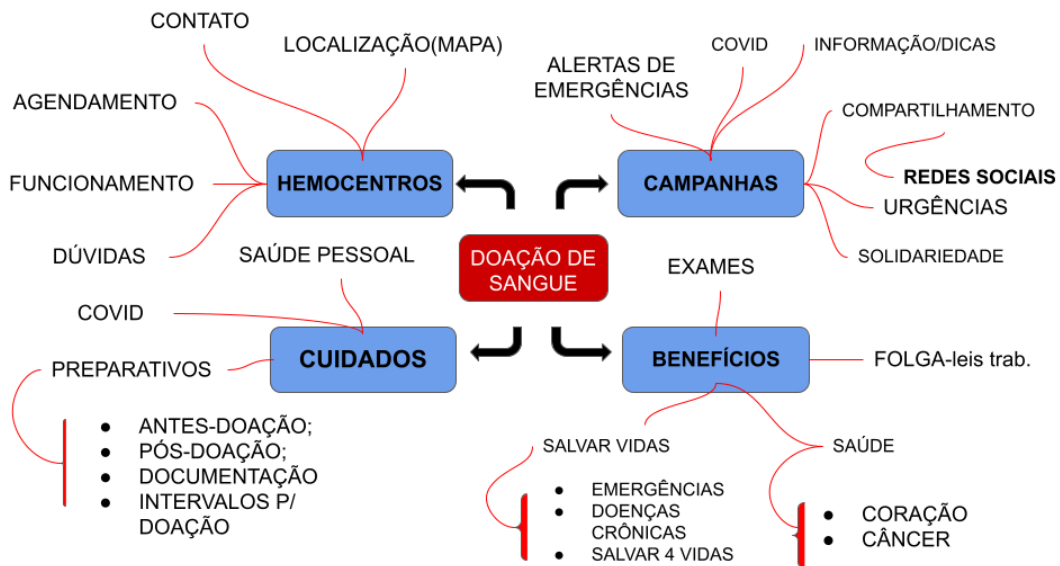 CONTATO
LOCALIZAÇÃO(MAPA)
AGENDAMENTO
FUNCIONAMENTO
DÚVIDAS
HEMOCENTROS
ALERTAS DE
EMERGÊNCIAS
COVID
INFORMAÇÃO/DICAS
COMPARTILHAMENTO
REDES SOCIAIS
URGÊNCIAS
SOLIDARIEDADE
CAMPANHAS
DOAÇÃO DE
SANGUE
SAÚDE PESSOAL
COVID
PREPARATIVOS
CUIDADOS
● ANTES-DOAÇÃO;
● PÓS-DOAÇÃO;
● DOCUMENTAÇÃO
● INTERVALOS P/
DOAÇÃO
EXAMES
BENEFÍCIOS
FOLGA-leis trab.
SALVAR VIDAS
● EMERGÊNCIAS
● DOENÇAS
CRÔNICAS
● SALVAR 4 VIDAS
SAÚDE
● CORAÇÃO
● CÂNCER